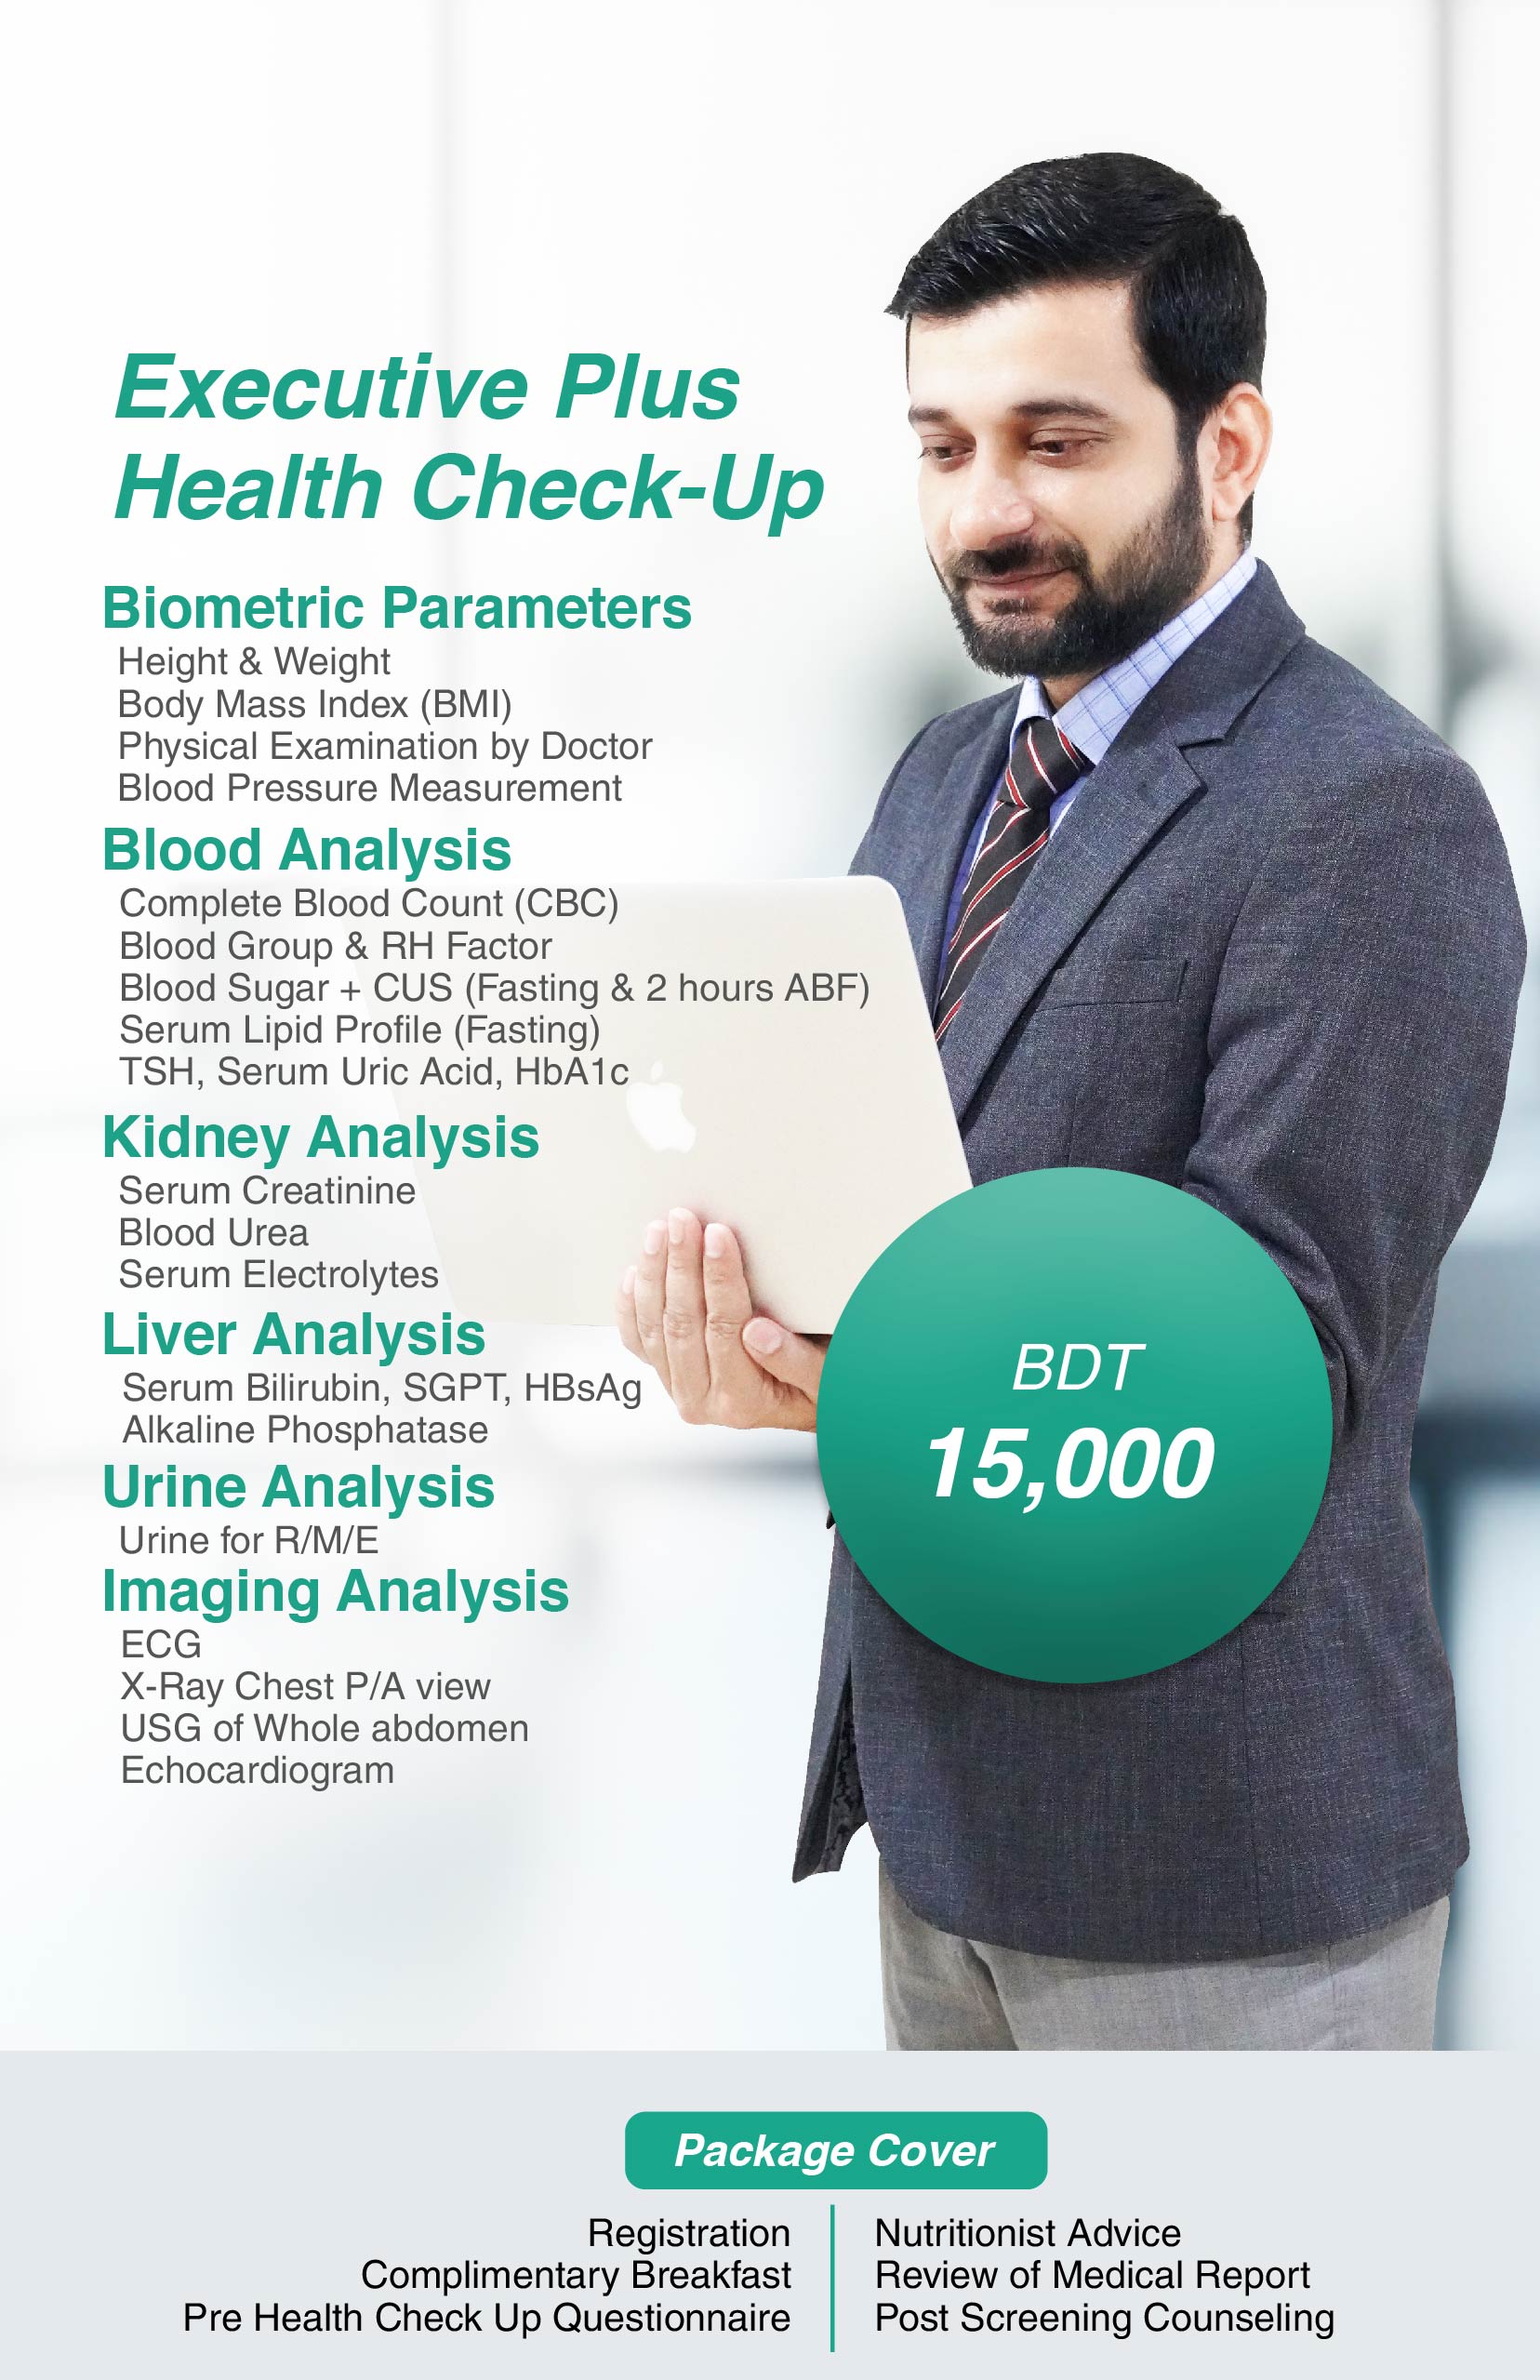 Executive Plus
Health Check-Up
Biometric Parameters
Height & Weight
Body Mass Index (BMI)
Physical Examination by Doctor
Blood Pressure Measurement
Blood Analysis
Complete Blood Count (CBC)
Blood Group & RH Factor
Blood Sugar + CUS (Fasting & 2 hours ABF)
Serum Lipid Profile (Fasting)
TSH, Serum Uric Acid, HbA1c
Kidney Analysis
Serum Creatinine
Blood Urea
Serum Electrolytes
Liver Analysis
Serum Bilirubin, SGPT, HBsAg
Alkaline Phosphatase
Urine Analysis
Urine for R/M/E
Imaging Analysis
ECG
X-Ray Chest P/A view
USG of Whole abdomen
Echocardiogram
BDT
15,000
Package Cover
Registration
Complimentary Breakfast
Pre Health Check Up Questionnaire
Nutritionist Advice
Review of Medical Report
Post Screening Counseling